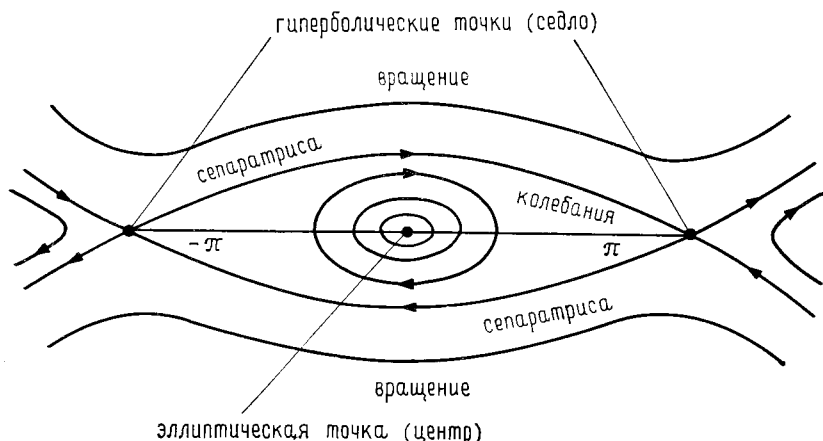 гиперболические точки (седло)
вращение
сепаратриса
колебания
-π
π
сепаратриса
вращение
эллиптическая точка (центр)